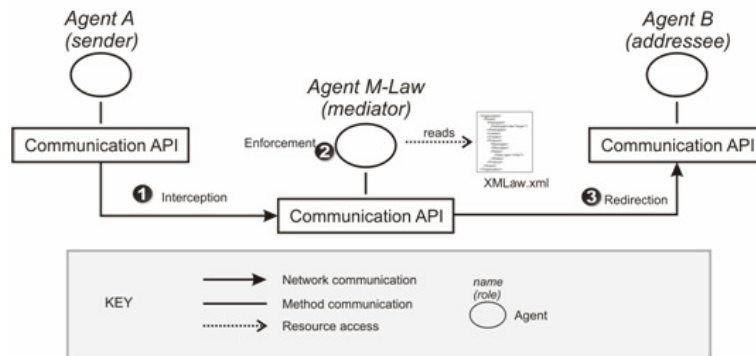 Agent A
(sender)
Agent B
(addressee)
Agent M-Law
(mediator)
Enforcement 2
reads
Communication API
Communication API
XMLaw.xml
1 Interception
Communication API
3 Redirection
KEY
Network communication
Method communication
Resource access
name
(role)
Agent